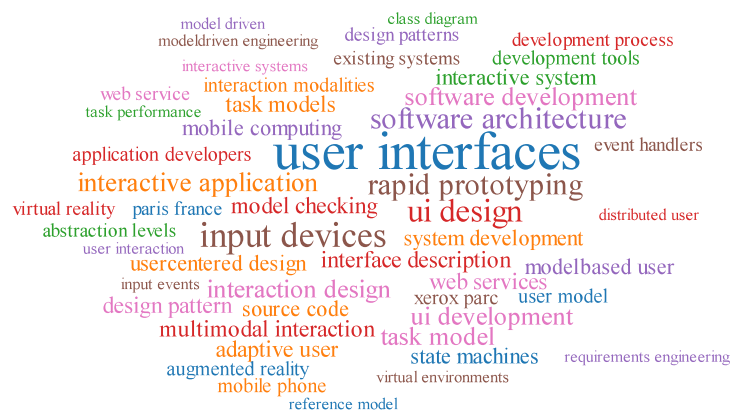 class diagram
model driven
design patterns
modeldriven engineering
development process
existing systems
development tools
interactive systems
interactive system
interaction modalities
web service
software development
task models
task performance
software architecture
mobile computing
event handlers
user interfaces
application developers
interactive application
rapid prototyping
virtual reality
paris france
model checking
ui design
distributed user
abstraction levels
input devices
system development
user interaction
usercentered design
interface description
modelbased user
input events
interaction design
web services
xerox parc
user model
design pattern
source code
ui development
multimodal interaction
task model
adaptive user
state machines
requirements engineering
augmented reality
virtual environments
mobile phone
reference model